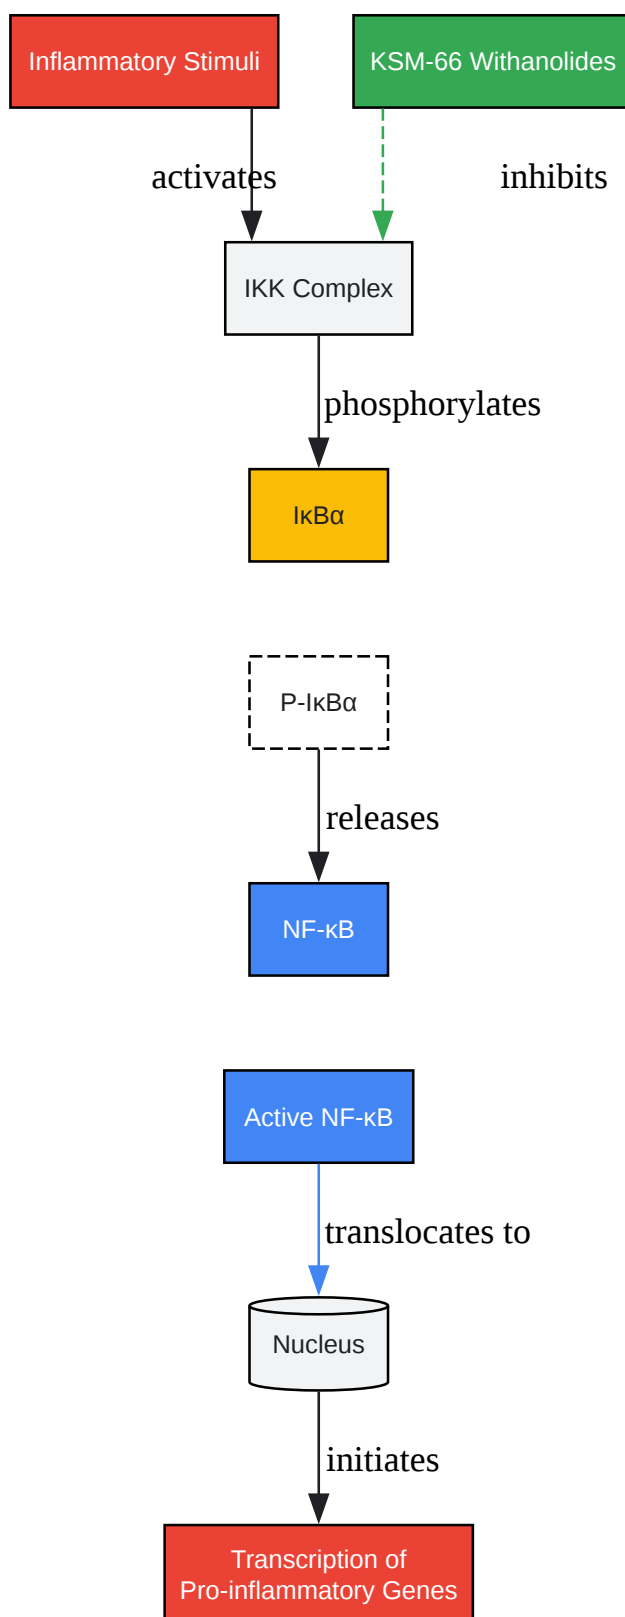 Inflammatory Stimuli
KSM-66 Withanolides
activates
inhibits
IKK Complex
phosphorylates
IκBα
P-IκBα
releases
NF-κB
Active NF-κB
translocates to
Nucleus
initiates
Transcription of
Pro-inflammatory Genes